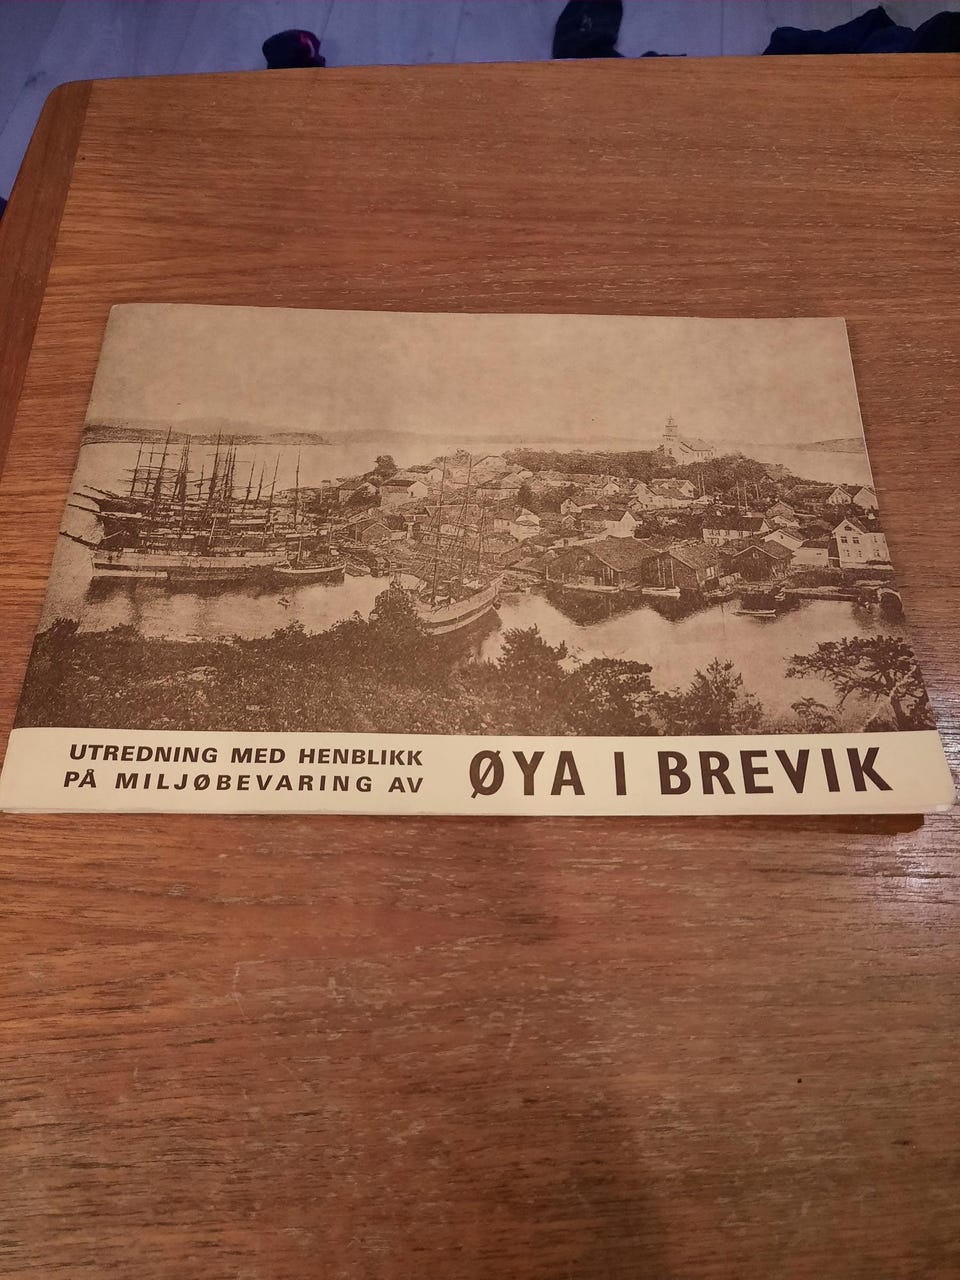 UTREDNING MED HENBLIKK
PÅ MILJØBEVARING AV
ØYA I BREVIK